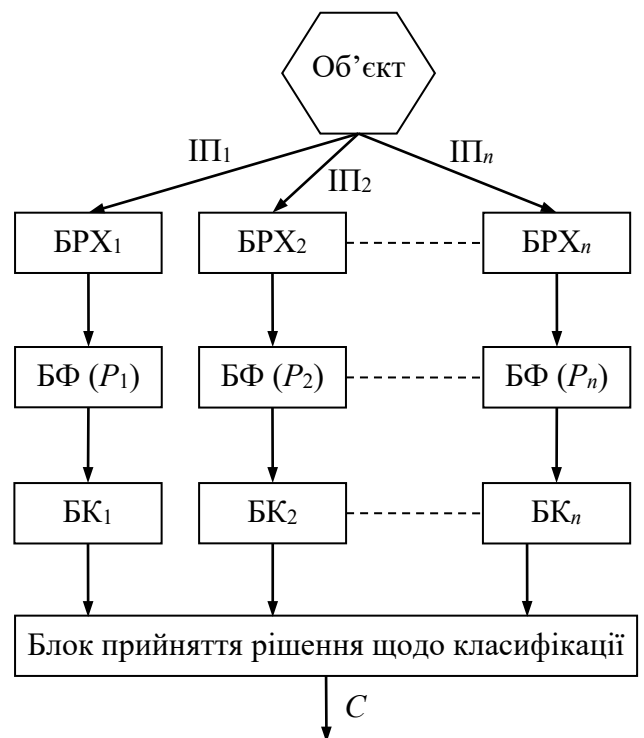 Об’єкт
ІП1 ІП2 ІПn
БРХ1 БРХ2 БРХn
БФ (P1) БФ (P2) БФ (Pn)
БК1 БК2 БКn
Блок прийняття рішення щодо класифікації
C